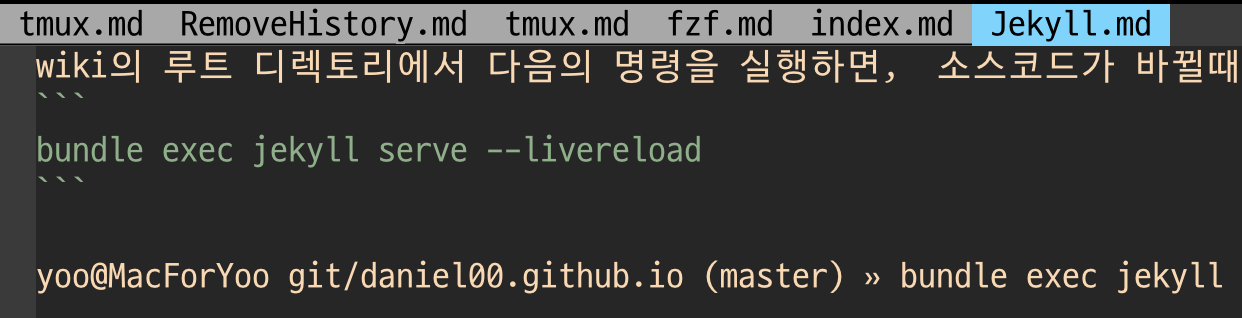 tmux.md RemoveHistory.md tmux.md fzf.md index.md Jekyll.md
wiki의 루트 디렉토리에서 다음의 명령을 실행하면, 소스코드가 바뀔때
```
bundle exec jekyll serve --livereload
```
yoo@MacForYoo git/daniel00.github.io (master) » bundle exec jekyll